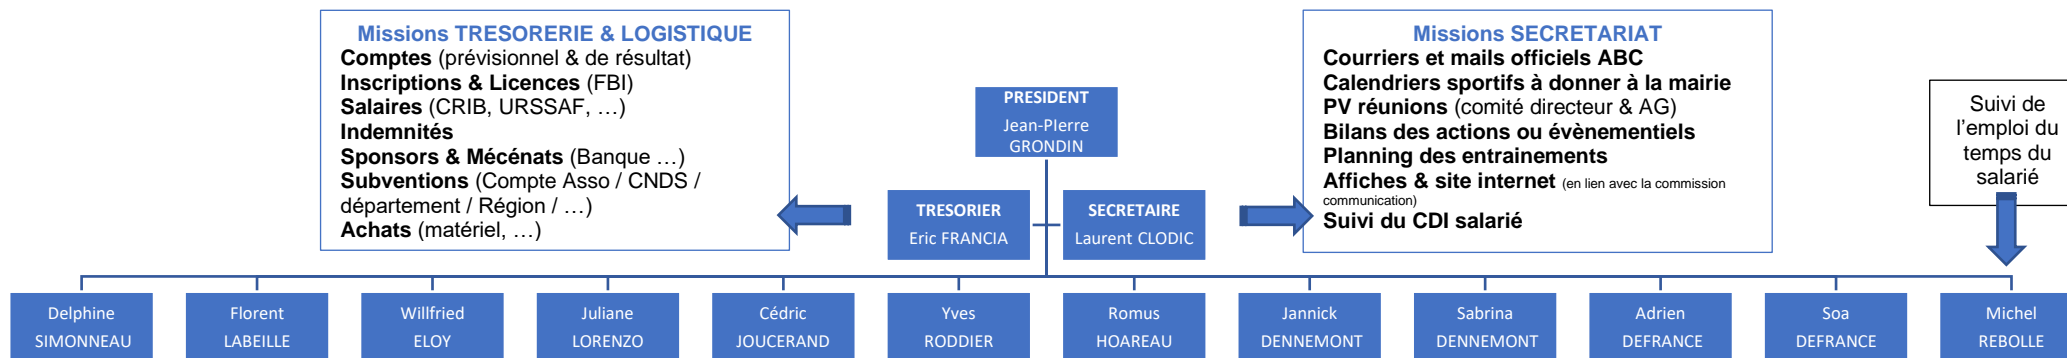 Missions TRESORERIE & LOGISTIQUE
Comptes (prévisionnel & de résultat)
Inscriptions & Licences (FBI)
Salaires (CRIB, URSSAF, …)
Indemnités
Sponsors & Mécénats (Banque …)
Subventions (Compte Asso / CNDS /
département / Région / …)
Achats (matériel, …)
PRESIDENT
Jean-PIerre
GRONDIN
TRESORIER
Eric FRANCIA
SECRETAIRE
Laurent CLODIC
Missions SECRETARIAT
Courriers et mails officiels ABC
Calendriers sportifs à donner à la mairie
PV réunions (comité directeur & AG)
Bilans des actions ou évènementiels
Planning des entrainements
Affiches & site internet (en lien avec la commission
communication)
Suivi du CDI salarié
Suivi de
l’emploi du
temps du
salarié
Delphine
SIMONNEAU
Florent
LABEILLE
Willfried
ELOY
Juliane
LORENZO
Cédric
JOUCERAND
Yves
RODDIER
Romus
HOAREAU
Jannick
DENNEMONT
Sabrina
DENNEMONT
Adrien
DEFRANCE
Soa
DEFRANCE
Michel
REBOLLE